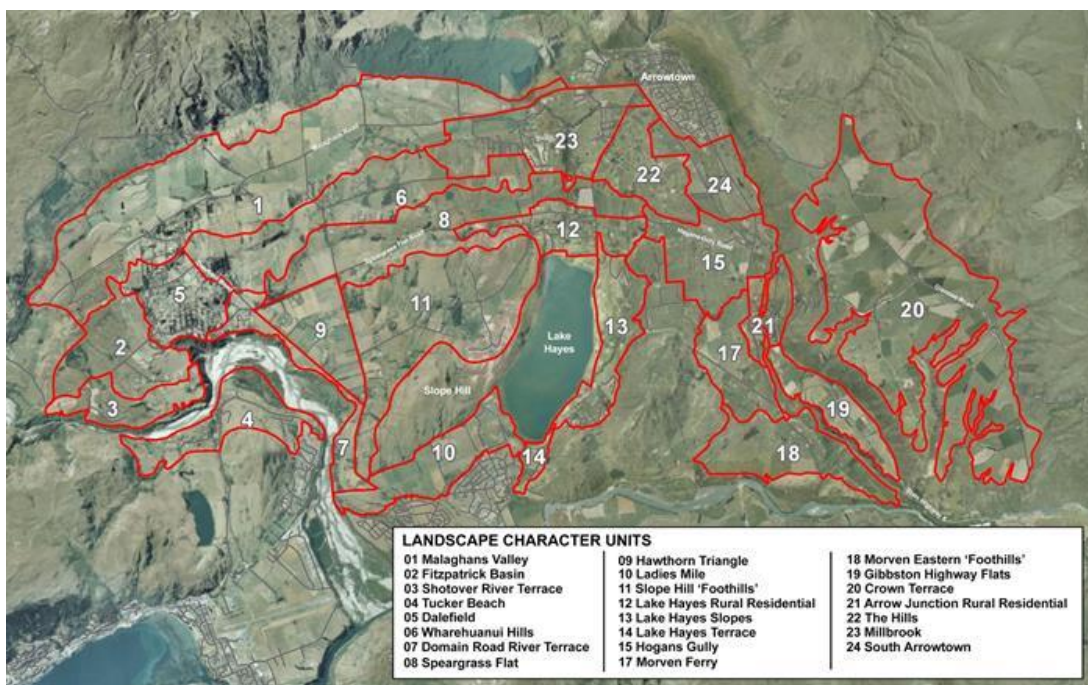 Arrowtown
Malaghans Road
23
22
24
1
6
8
12
Hogans Gully Road
15
5
11
20
2
9
Lake
Hayes
13
21
17
3
Slope Hill
4
19
7
10
14
18
LANDSCAPE CHARACTER UNITS
01 Malaghans Valley
02 Fitzpatrick Basin
03 Shotover River Terrace
04 Tucker Beach
05 Dalefield
06 Wharehuanui Hills
07 Domain Road River Terrace
08 Speargrass Flat
09 Hawthorn Triangle
10 Ladies Mile
11 Slope Hill ‘Foothills’
12 Lake Hayes Rural Residential
13 Lake Hayes Slopes
14 Lake Hayes Terrace
15 Hogans Gully
17 Morven Ferry
18 Morven Eastern ‘Foothills’
19 Gibbston Highway Flats
20 Crown Terrace
21 Arrow Junction Rural Residential
22 The Hills
23 Millbrook
24 South Arrowtown